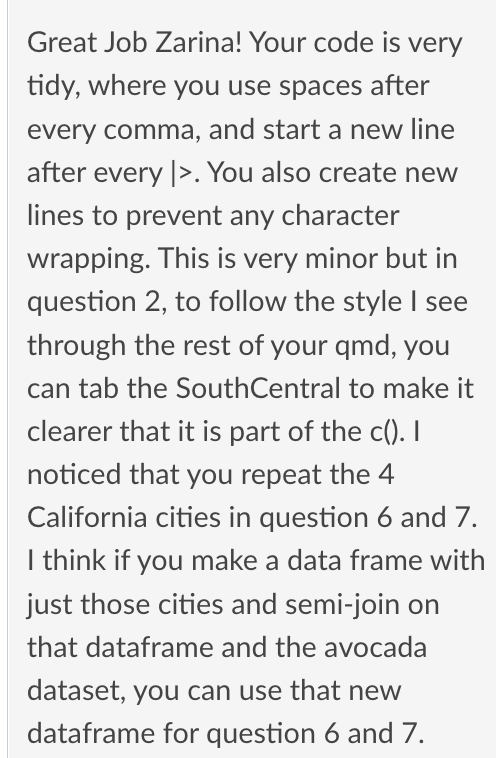 Great Job Zarina! Your code is very
tidy, where you use spaces after
every comma, and start a new line
after every |>. You also create new
lines to prevent any character
wrapping. This is very minor but in
question 2, to follow the style I see
through the rest of your qmd, you
can tab the SouthCentral to make it
clearer that it is part of the c(). I
noticed that you repeat the 4
California cities in question 6 and 7.
I think if you make a data frame with
just those cities and semi-join on
that dataframe and the avocada
dataset, you can use that new
dataframe for question 6 and 7.